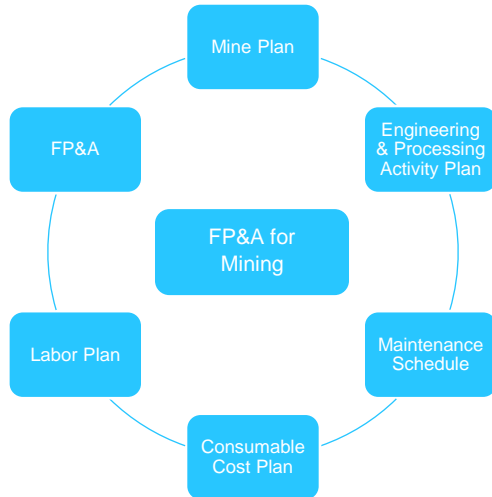 Mine Plan
Engineering
& Processing
Activity Plan
Maintenance
Schedule
Consumable
Cost Plan
Labor Plan
FP&A
FP&A for
Mining